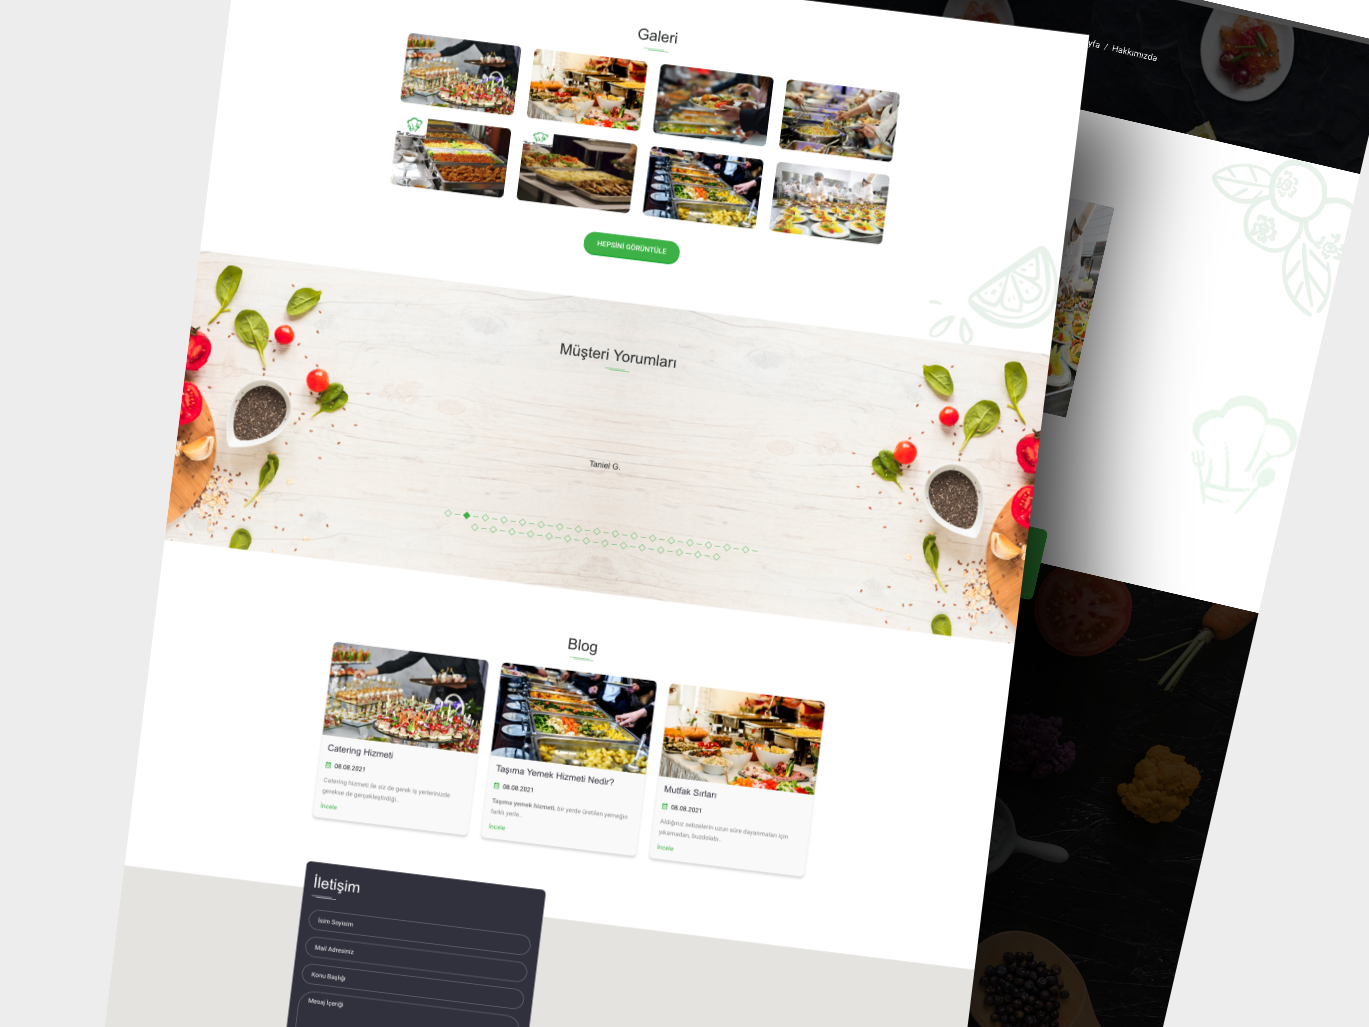 Galeri
yfa / Hakkımızda
HEPSİNİ GÖRÜNTÜLE
Müşteri Yorumları
Taniel G.
Blog
Catering Hizmeti
08.08.2021
Catering hizmeti ile siz de gerek iş yerlerinizde
gerekse de gerçekleştirdiği..
İncele
Taşıma Yemek Hizmeti Nedir?
08.08.2021
Taşıma yemek hizmeti, bir yerde üretilen yemeğin
farklı yerle..
İncele
Mutfak Sırları
08.08.2021
Aldığınız sebzelerin uzun süre dayanmaları için
yıkamadan, buzdolabı..
İncele
İletişim
İsim Soyisim
Mail Adresiniz
Konu Başlığı
Mesaj İçeriği